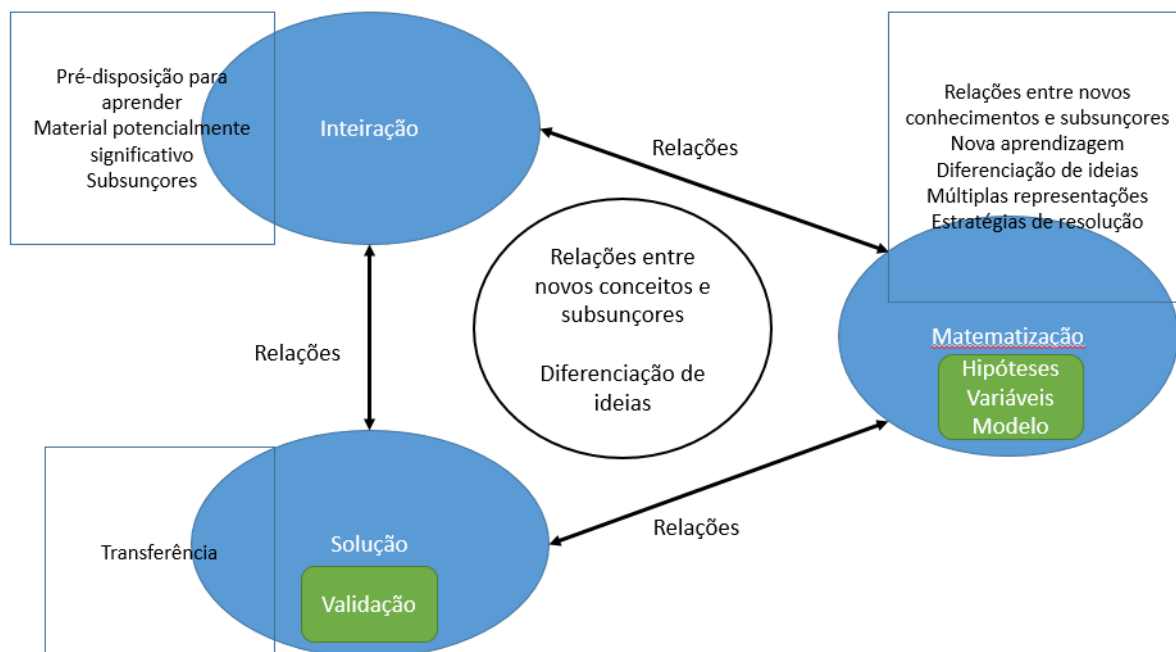 Pré-disposição para
aprender
Material potencialmente
significativo
Subsunçores
Inteiração
Relações
Relações entre novos
conhecimentos e subsunçores
Nova aprendizagem
Diferenciação de ideias
Múltiplas representações
Estratégias de resolução
Relações entre
novos conceitos e
subsunçores
Diferenciação de
ideias
Relações
Matematização
Hipóteses
Variáveis
Modelo
Relações
Transferência
Solução
Validação